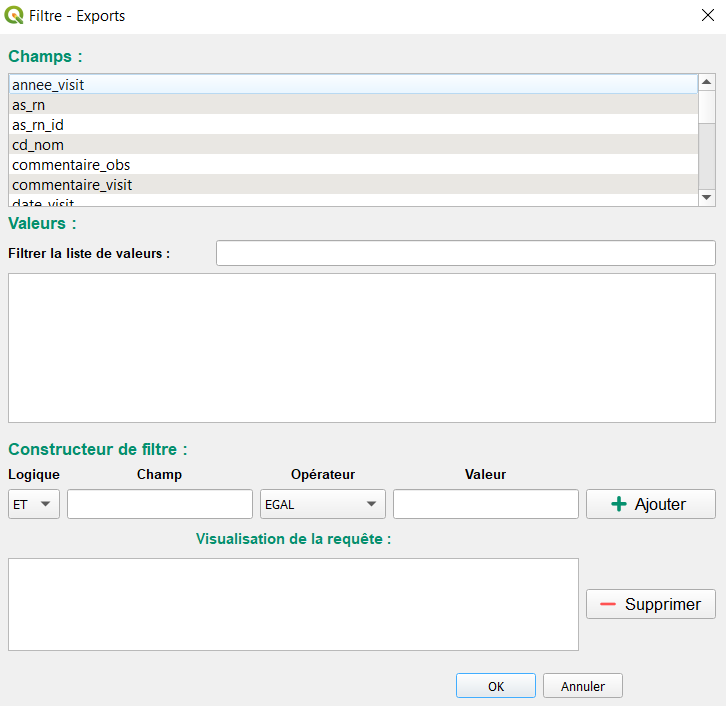 Filtre - Exports
Champs :
annee_visit
as_rn
as_rn_id
cd_nom
commentaire_obs
commentaire_visit
date_visit
Valeurs :
Filtrer la liste de valeurs :
Constructeur de filtre :
Logique Champ Opérateur Valeur
ET EGAL Ajouter
Visualisation de la requête :
Supprimer
OK Annuler